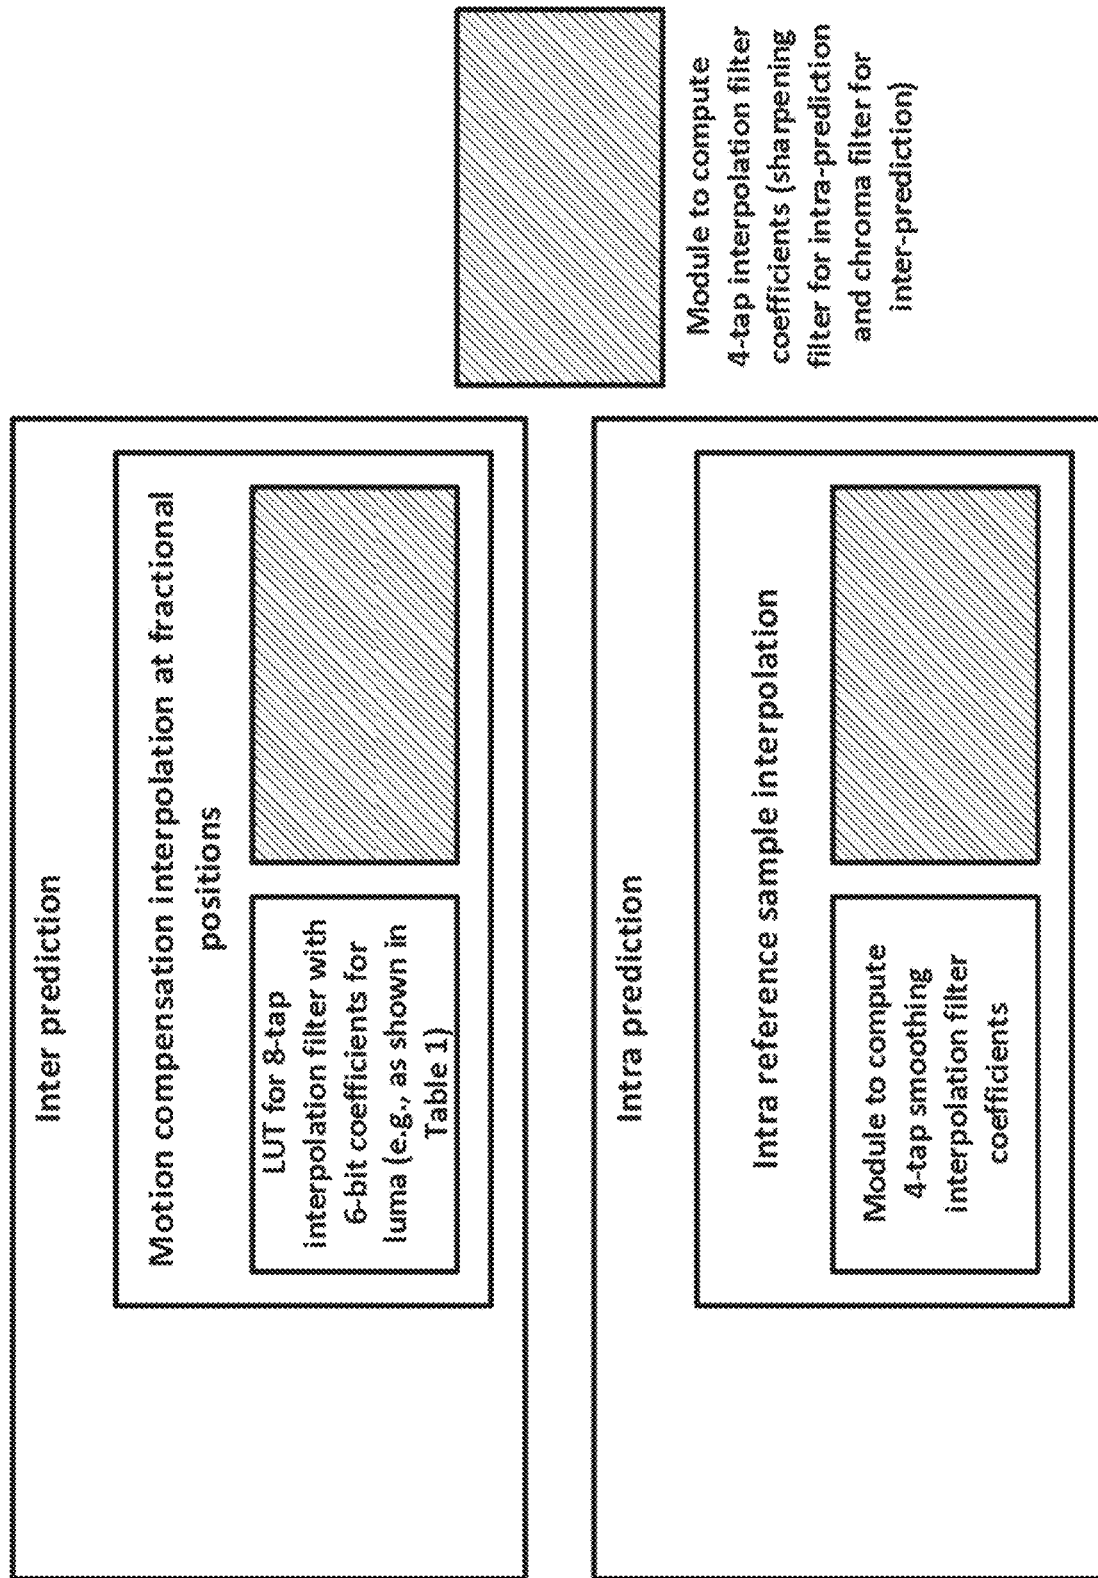 Inter prediction
Motion compensation interpolation at fractional
positions
LUT for 8-tap
interpolation filter with
6-bit coefficients for
luma (e.g., as shown in
Table 1)
Intra prediction
Intra reference sample interpolation
Module to compute
4-tap smoothing
interpolation filter
coefficients
Module to compute
4-tap interpolation filter
coefficients (sharpening
filter for intra-prediction
and chroma filter for
inter-prediction)